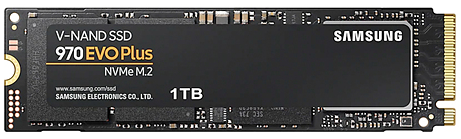 V-NAND SSD
970 EVO Plus
NVMe M.2
www.samsung.com/ssd
SAMSUNG ELECTRONICS CO., LTD.
1TB
SAMSUNG